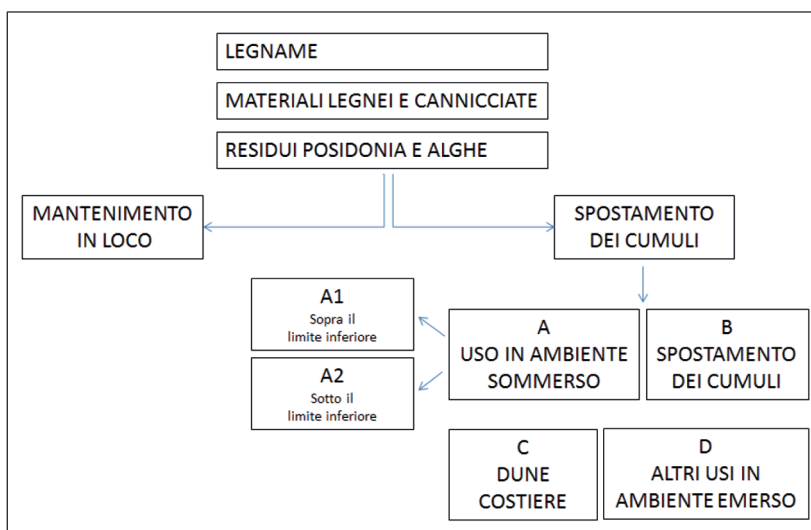 LEGNAME
MATERIALI LEGNEI E CANNICCIATE
RESIDUI POSIDONIA E ALGHE
MANTENIMENTO
IN LOCO
SPOSTAMENTO
DEI CUMULI
A1
Sopra il
limite inferiore
A2
Sotto il
limite inferiore
A
USO IN AMBIENTE
SOMMERSO
B
SPOSTAMENTO
DEI CUMULI
C
DUNE
COSTIERE
D
ALTRI USI IN
AMBIENTE EMERSO